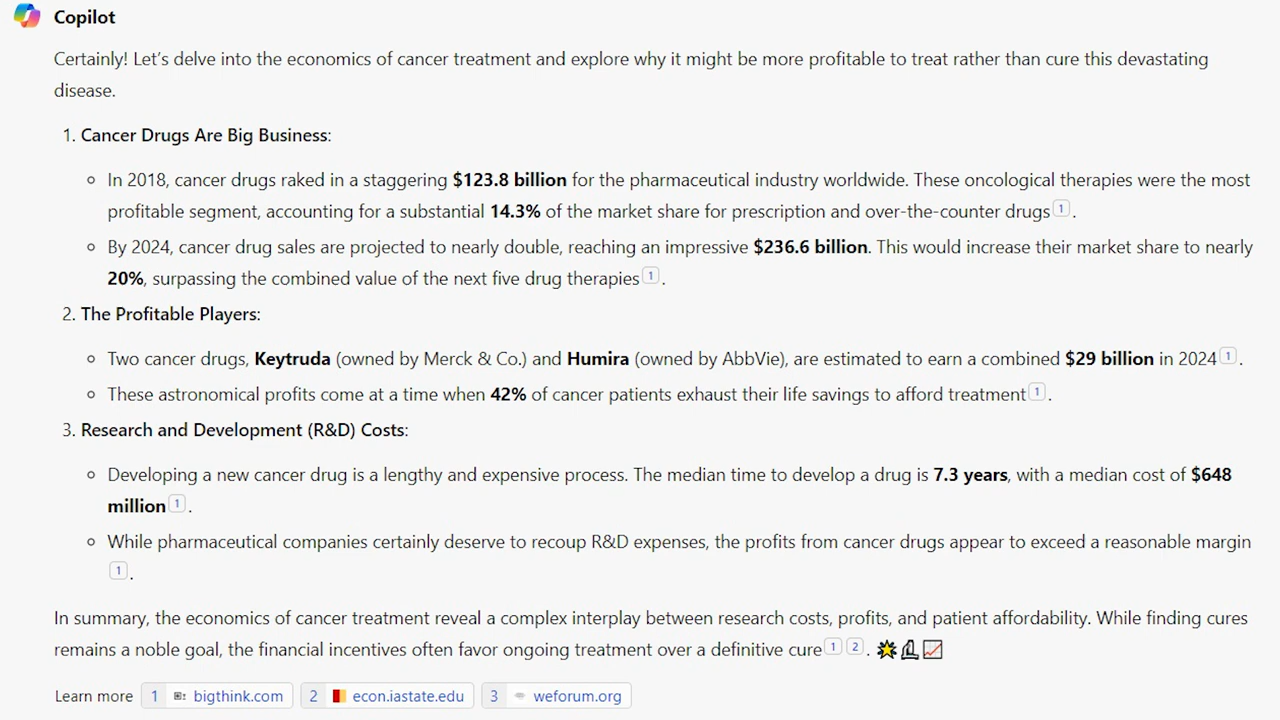 Copilot
Certainly! Let's delve into the economics of cancer treatment and explore why it might be more profitable to treat rather than cure this devastating
disease.
1. Cancer Drugs Are Big Business:
In 2018, cancer drugs raked in a staggering $123.8 billion for the pharmaceutical industry worldwide. These oncological therapies were the most
profitable segment, accounting for a substantial 14.3% of the market share for prescription and over-the-counter drugs 1 .
By 2024, cancer drug sales are projected to nearly double, reaching an impressive $236.6 billion. This would increase their market share to nearly
20%, surpassing the combined value of the next five drug therapies 1 .
2. The Profitable Players:
Two cancer drugs, Keytruda (owned by Merck & Co.) and Humira (owned by AbbVie), are estimated to earn a combined $29 billion in 2024 1 .
These astronomical profits come at a time when 42% of cancer patients exhaust their life savings to afford treatment 1 .
3. Research and Development (R&D) Costs:
Developing a new cancer drug is a lengthy and expensive process. The median time to develop a drug is 7.3 years, with a median cost of $648
million 1 .
While pharmaceutical companies certainly deserve to recoup R&D expenses, the profits from cancer drugs appear to exceed a reasonable margin
1 .
In summary, the economics of cancer treatment reveal a complex interplay between research costs, profits, and patient affordability. While finding cures
remains a noble goal, the financial incentives often favor ongoing treatment over a definitive cure 1 2 .
Learn more 1 bigthink.com 2 econ.iastate.edu 3 weforum.org